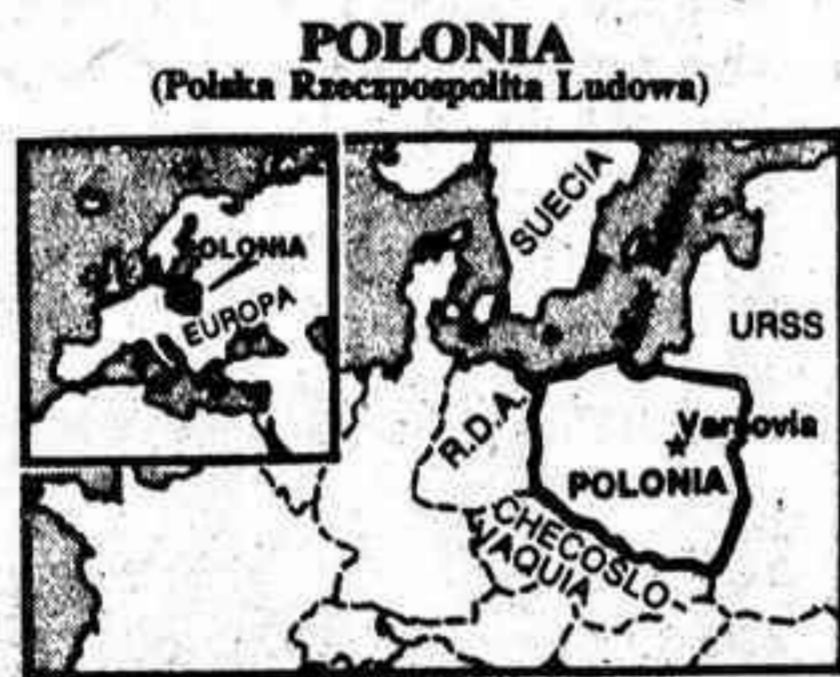 POLONIA
(Polska Rzeczpospolita Ludowa)
POLONIA
EUROPA
SUECIA
URSS
R.D.A.
Varsovia
POLONIA
CHECOSLO
VAQUIA